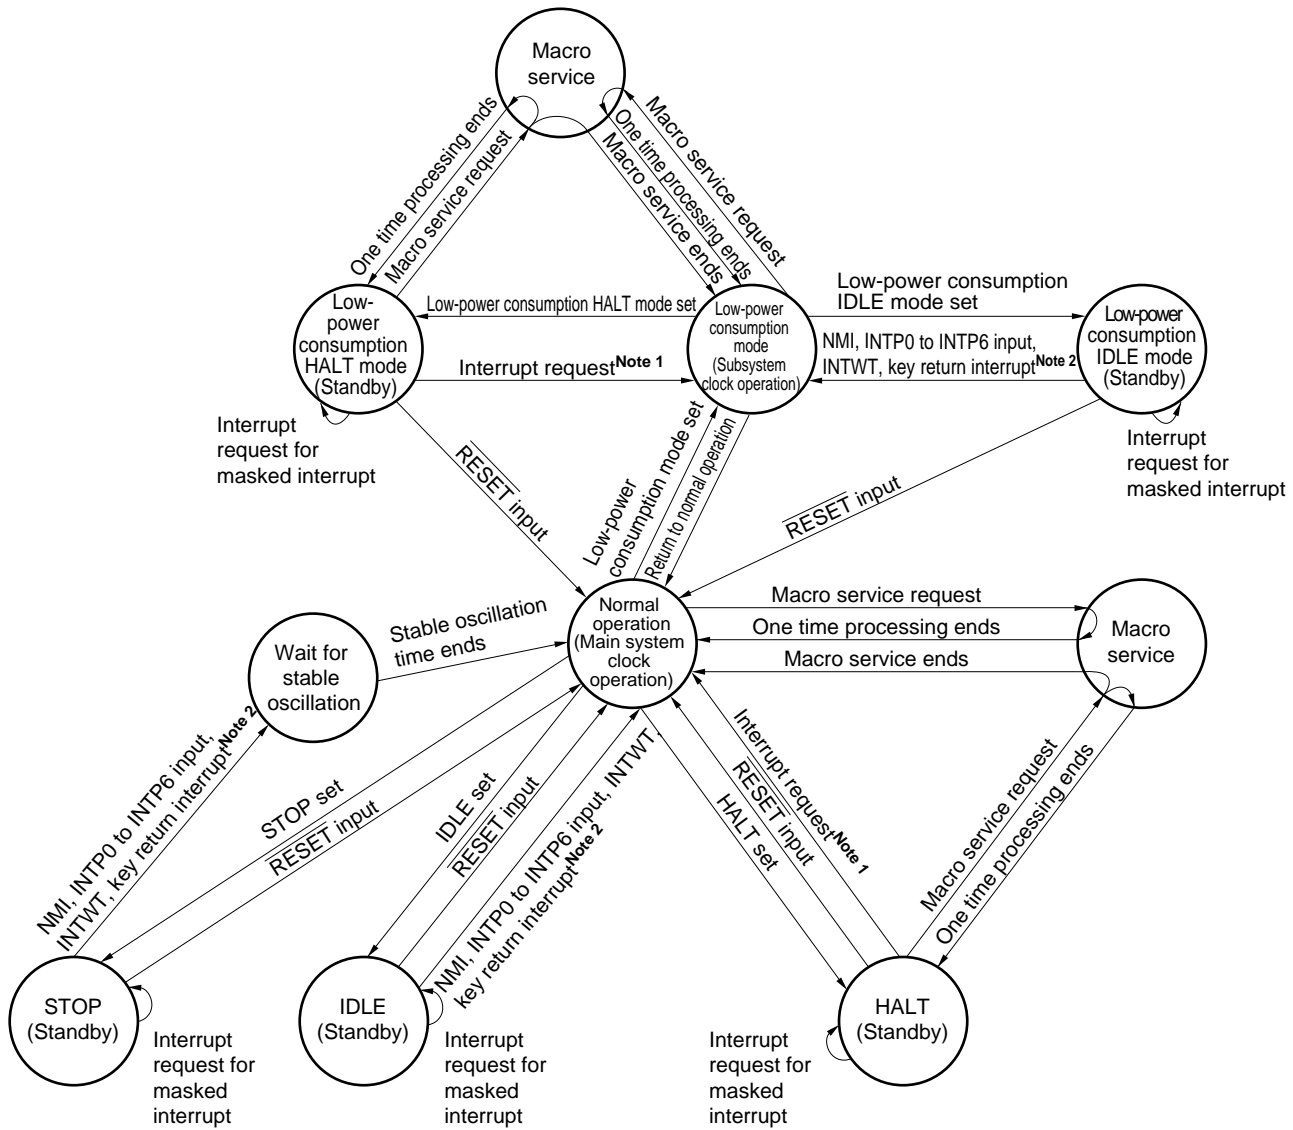 Macro
service
One time processing ends
Macro service request
Macro service request
One time processing ends
Macro service ends
Low-
power
consumption
HALT mode
(Standby)
Low-power consumption HALT mode set
Interrupt request Note 1
Low-power
consumption
mode
(Subsystem
clock operation)
Low-power consumption
IDLE mode set
NMI, INTP0 to INTP6 input,
INTWT, key return interrupt Note 2
Low-power
consumption
IDLE mode
(Standby)
Interrupt
request for
masked interrupt
Interrupt
request for
masked interrupt
RESET input
Low-power
consumption mode set
Return to normal operation
RESET input
Wait for
stable
oscillation
Stable oscillation
time ends
Normal
operation
(Main system
clock
operation)
Macro service request
One time processing ends
Macro service ends
Macro
service
NMI, INTP0 to INTP6 input,
INTWT, key return interrupt Note 2
STOP set
RESET input
IDLE set
RESET input
NMI, INTP0 to INTP6 input, INTWT,
key return interrupt Note 2
Interrupt request Note 1
RESET input
HALT set
Macro service request
One time processing ends
STOP
(Standby)
IDLE
(Standby)
HALT
(Standby)
Interrupt
request for
masked
interrupt
Interrupt
request for
masked
interrupt
Interrupt
request for
masked
interrupt